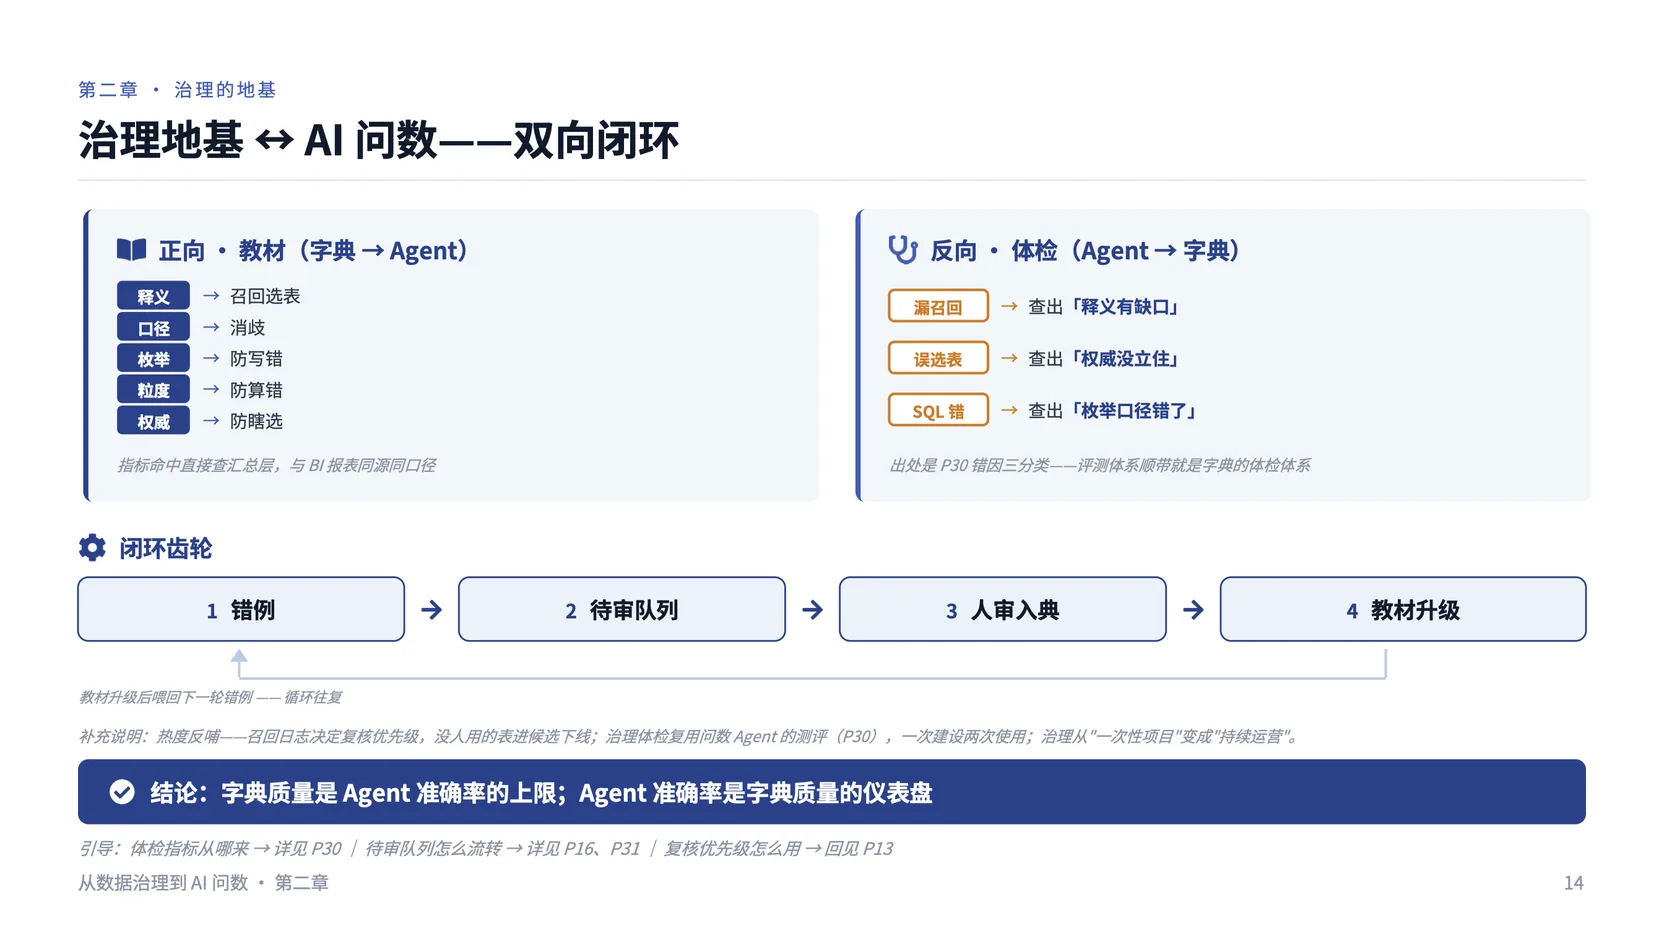 第二章 · 治理的地基
治理地基 ↔ AI 问数——双向闭环
正向 · 教材（字典 → Agent）
释义 → 召回选表
口径 → 消歧
枚举 → 防写错
粒度 → 防算错
权威 → 防瞎选
指标命中直接查汇总层，与 BI 报表同源同口径
反向 · 体检（Agent → 字典）
漏召回 → 查出「释义有缺口」
误选表 → 查出「权威没立住」
SQL 错 → 查出「枚举口径错了」
出处是 P30 错因三分类——评测体系顺带就是字典的体检体系
闭环齿轮
1 错例 → 2 待审队列 → 3 人审入典 → 4 教材升级
教材升级后喂回下一轮错例 —— 循环往复
补充说明：热度反哺——召回日志决定复核优先级，没人用的表进候选下线；治理体检复用问数 Agent 的测评（P30），一次建设两次使用；治理从"一次性项目"变成"持续运营"。
结论：字典质量是 Agent 准确率的上限；Agent 准确率是字典质量的仪表盘
引导：体检指标从哪来 → 详见 P30 ｜ 待审队列怎么流转 → 详见 P16、P31 ｜ 复核优先级怎么用 → 回见 P13
从数据治理到 AI 问数 · 第二章
14